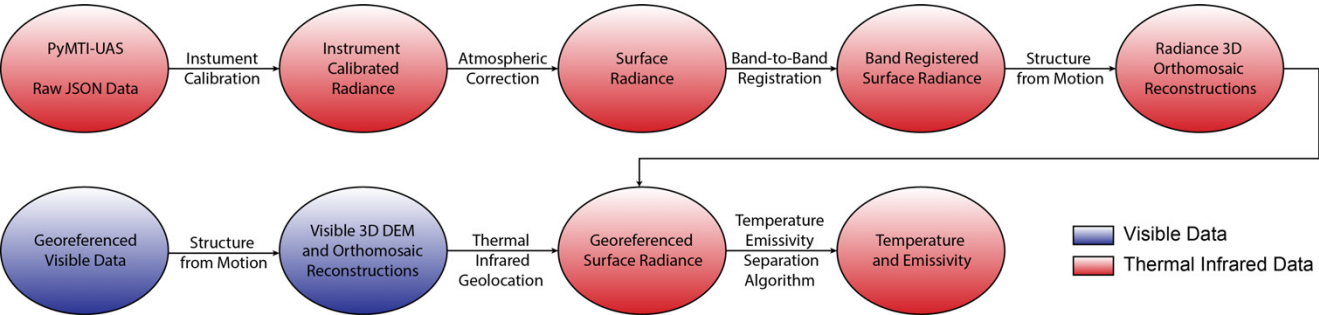 PyMTI-UAS
Raw JSON Data
Instument
Calibration
Instrument
Calibrated
Radiance
Atmospheric
Correction
Surface
Radiance
Band-to-Band
Registration
Band Registered
Surface Radiance
Structure
from Motion
Radiance 3D
Orthomosaic
Reconstructions
Georeferenced
Visible Data
Structure
from Motion
Visible 3D DEM
and Orthomosaic
Reconstructions
Thermal
Infrared
Geolocation
Georeferenced
Surface Radiance
Temperature
Emissivity
Separation
Algorithm
Temperature
and Emissivity
Visible Data
Thermal Infrared Data